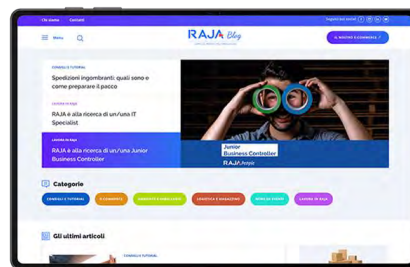 Chi siamo Contatti
Seguici sui social
Menu
RAJA Blog
IL NOSTRO E-COMMERCE
CONSIGLI E TUTORIAL
Spedizioni ingombranti: quali sono e
come preparare il pacco
LAVORA IN RAJA
RAJA è alla ricerca di un/una IT
Specialist
LAVORA IN RAJA
RAJA è alla ricerca di un/una Junior
Business Controller
Junior
Business Controller
RAJA
Categorie
CONSIGLI E TUTORIAL
E-COMMERCE
LOGISTICA E MAGAZZINO
LAVORA IN RAJA
Gli ultimi articoli
CONSIGLI E TUTORIAL